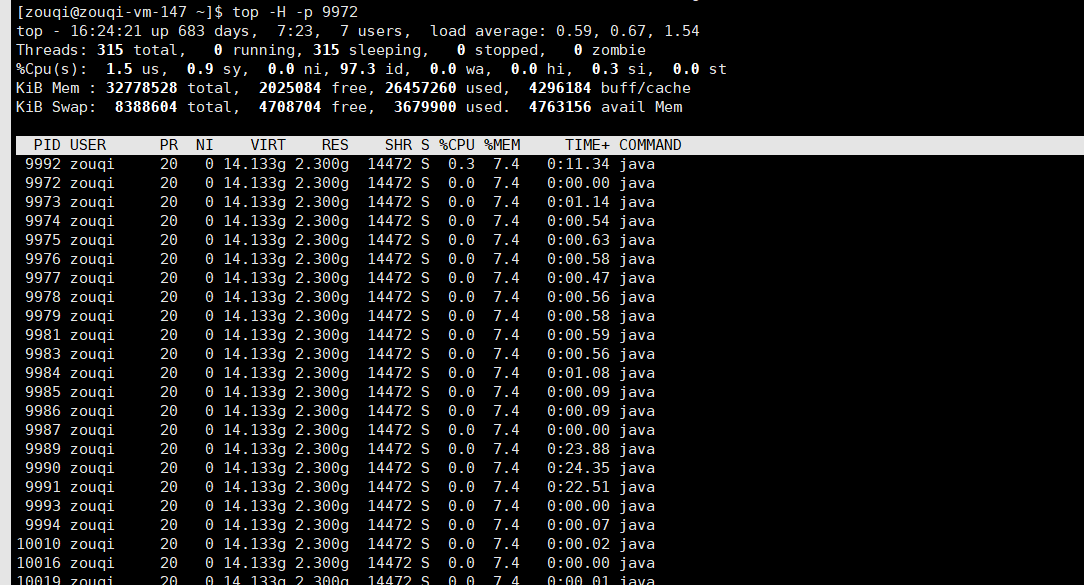 [zouqi@zouqi-vm-147 ~]$ top -H -p 9972
top - 16:24:21 up 683 days,  7:23,  7 users,  load average: 0.59, 0.67, 1.54
Threads: 315 total,   0 running, 315 sleeping,   0 stopped,   0 zombie
%Cpu(s):  1.5 us,  0.9 sy,  0.0 ni, 97.3 id,  0.0 wa,  0.0 hi,  0.3 si,  0.0 st
KiB Mem : 32778528 total,  2025084 free, 26457260 used,  4296184 buff/cache
KiB Swap:  8388604 total,  4708704 free,  3679900 used.  4763156 avail Mem
PID USER      PR  NI    VIRT    RES    SHR S %CPU %MEM     TIME+ COMMAND
9992 zouqi     20   0 14.133g 2.300g  14472 S  0.3  7.4   0:11.34 java
9972 zouqi     20   0 14.133g 2.300g  14472 S  0.0  7.4   0:00.00 java
9973 zouqi     20   0 14.133g 2.300g  14472 S  0.0  7.4   0:01.14 java
9974 zouqi     20   0 14.133g 2.300g  14472 S  0.0  7.4   0:00.54 java
9975 zouqi     20   0 14.133g 2.300g  14472 S  0.0  7.4   0:00.63 java
9976 zouqi     20   0 14.133g 2.300g  14472 S  0.0  7.4   0:00.58 java
9977 zouqi     20   0 14.133g 2.300g  14472 S  0.0  7.4   0:00.47 java
9978 zouqi     20   0 14.133g 2.300g  14472 S  0.0  7.4   0:00.56 java
9979 zouqi     20   0 14.133g 2.300g  14472 S  0.0  7.4   0:00.58 java
9981 zouqi     20   0 14.133g 2.300g  14472 S  0.0  7.4   0:00.59 java
9983 zouqi     20   0 14.133g 2.300g  14472 S  0.0  7.4   0:00.56 java
9984 zouqi     20   0 14.133g 2.300g  14472 S  0.0  7.4   0:01.08 java
9985 zouqi     20   0 14.133g 2.300g  14472 S  0.0  7.4   0:00.09 java
9986 zouqi     20   0 14.133g 2.300g  14472 S  0.0  7.4   0:00.09 java
9987 zouqi     20   0 14.133g 2.300g  14472 S  0.0  7.4   0:00.00 java
9989 zouqi     20   0 14.133g 2.300g  14472 S  0.0  7.4   0:23.88 java
9990 zouqi     20   0 14.133g 2.300g  14472 S  0.0  7.4   0:24.35 java
9991 zouqi     20   0 14.133g 2.300g  14472 S  0.0  7.4   0:22.51 java
9993 zouqi     20   0 14.133g 2.300g  14472 S  0.0  7.4   0:00.00 java
9994 zouqi     20   0 14.133g 2.300g  14472 S  0.0  7.4   0:00.07 java
10010 zouqi     20   0 14.133g 2.300g  14472 S  0.0  7.4   0:00.02 java
10016 zouqi     20   0 14.133g 2.300g  14472 S  0.0  7.4   0:00.00 java
10019 zouqi     20   0 14.133g 2.300g  14472 S  0.0  7.4   0:00.01 java